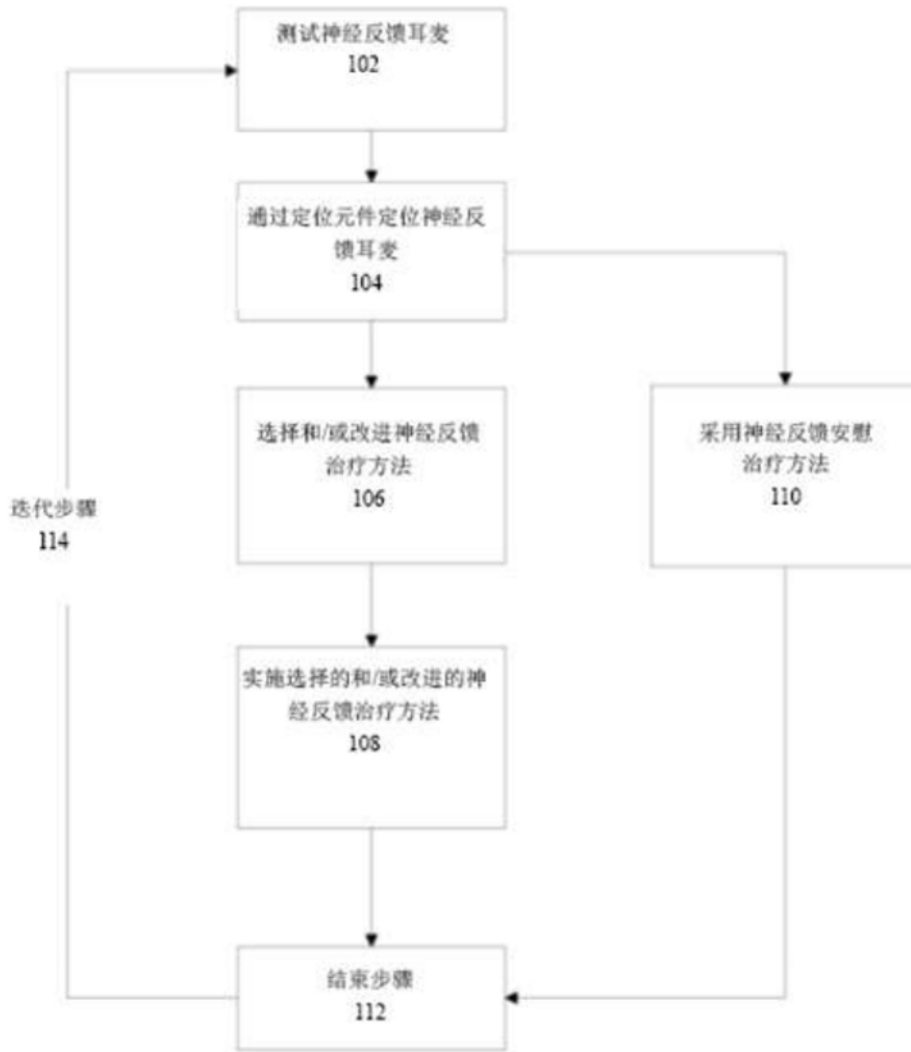 测试神经反馈耳麦
102
通过定位元件定位神经反
馈耳麦
104
选择和/或改进神经反馈
治疗方法
106
采用神经反馈安慰
治疗方法
110
迭代步骤
114
实施选择的和/或改进的神
经反馈治疗方法
108
结束步骤
112